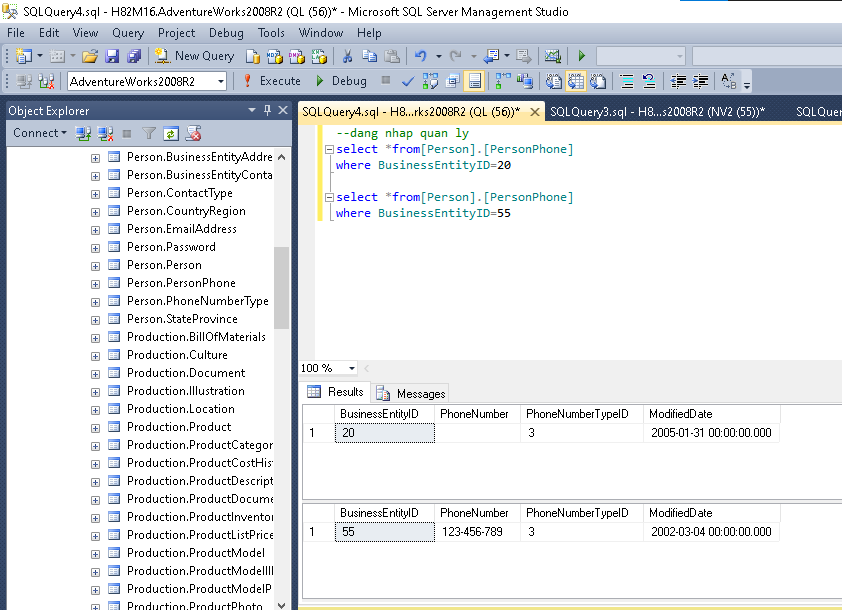 SQLQuery4.sql - H82M16.AdventureWorks2008R2 (QL (56))* - Microsoft SQL Server Management Studio
File Edit View Query Project Debug Tools Window Help
New Query
AdventureWorks2008R2 Execute Debug
Object Explorer
Connect
Person.BusinessEntityAddre
Person.BusinessEntityConta
Person.ContactType
Person.CountryRegion
Person.EmailAddress
Person.Password
Person.Person
Person.PersonPhone
Person.PhoneNumberType
Person.StateProvince
Production.BillOfMaterials
Production.Culture
Production.Document
Production.Illustration
Production.Location
Production.Product
Production.ProductCategor
Production.ProductCostHis
Production.ProductDescript
Production.ProductDocume
Production.ProductInventor
Production.ProductListPrice
Production.ProductModel
Production.ProductModelIll
Production.ProductModelP
Production.ProductPhoto
SQLQuery4.sql - H8...rks2008R2 (QL (56))* SQLQuery3.sql - H8...s2008R2 (NV2 (55))* SQLQuer
--dang nhap quan ly
select *from[Person].[PersonPhone]
where BusinessEntityID=20
select *from[Person].[PersonPhone]
where BusinessEntityID=55
100 %
Results Messages
BusinessEntityID PhoneNumber PhoneNumberTypeID ModifiedDate
1 20 3 2005-01-31 00:00:00.000
BusinessEntityID PhoneNumber PhoneNumberTypeID ModifiedDate
1 55 123-456-789 3 2002-03-04 00:00:00.000